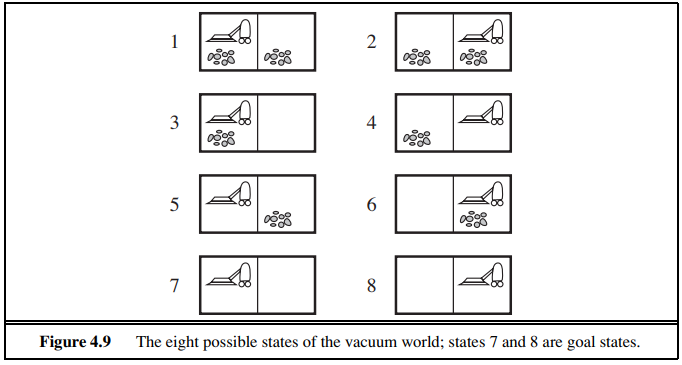 1 2
3 4
5 6
7 8
Figure 4.9 The eight possible states of the vacuum world; states 7 and 8 are goal states.